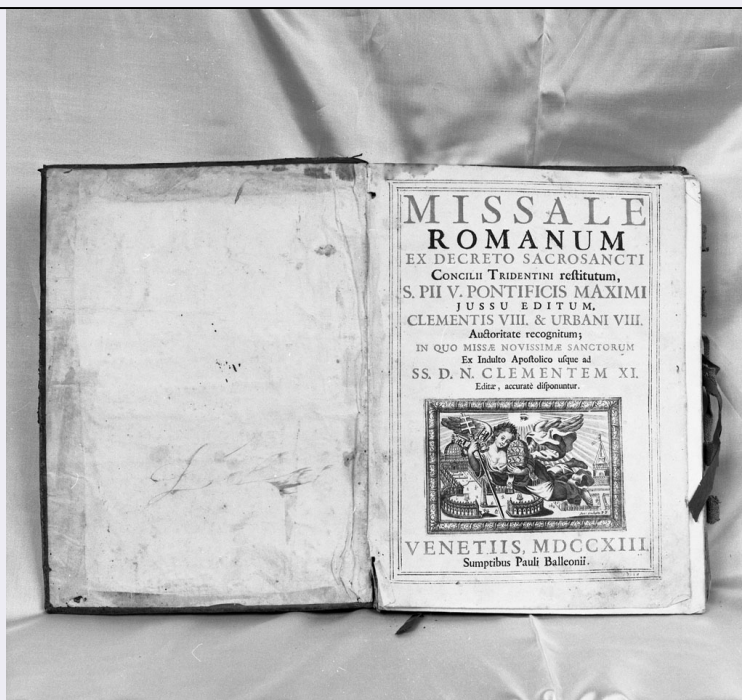 MISSALE
ROMANUM
EX DECRETO SACROSANCTI
CONCILII TRIDENTINI reſtitutum,
S. PII V. PONTIFICIS MAXIMI
JUSSU EDITUM,
CLEMENTIS VIII. & URBANI VIII.
Auctoritate recognitum;
IN QUO MISSÆ NOVISSIMÆ SANCTORUM
Ex Indulto Apoſtolico uſque ad
SS. D. N. CLEMENTEM XI.
Editæ, accuratè diſponuntur.
VENETIIS, MDCCXIII.
Sumptibus Pauli Balleonii.